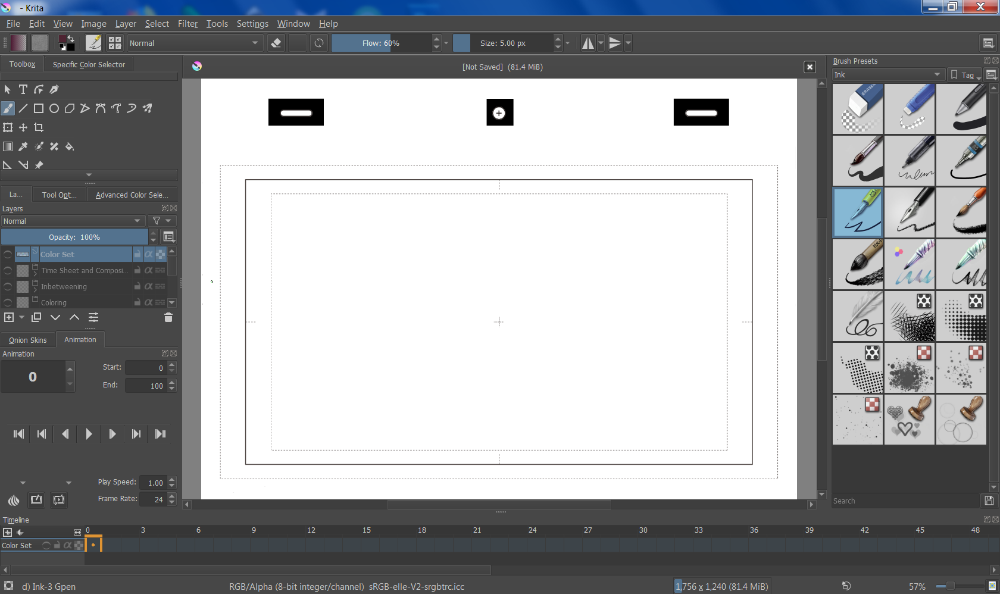 - Krita
File Edit View Image Layer Select Filter Tools Settings Window Help
Normal Flow: 60% Size: 5.00 px
Toolbox Specific Color Selector
[Not Saved] (81.4 MiB)
Brush Presets
Ink Tag
La... Tool Opt... Advanced Color Sele...
Layers
Normal
Opacity: 100%
Color Set
Time Sheet and Composi...
Inbetweening
Coloring
Onion Skins Animation
Animation
0
Start: 0
End: 100
Play Speed: 1.00
Frame Rate: 24
Search
Timeline
0 3 6 9 12 15 18 21 24 27 30 33 36 39 42 45 48
Color Set
d) Ink-3 Gpen RGB/Alpha (8-bit integer/channel) sRGB-elle-V2-srgbtrc.icc 1,756 x 1,240 (81.4 MiB) 57%